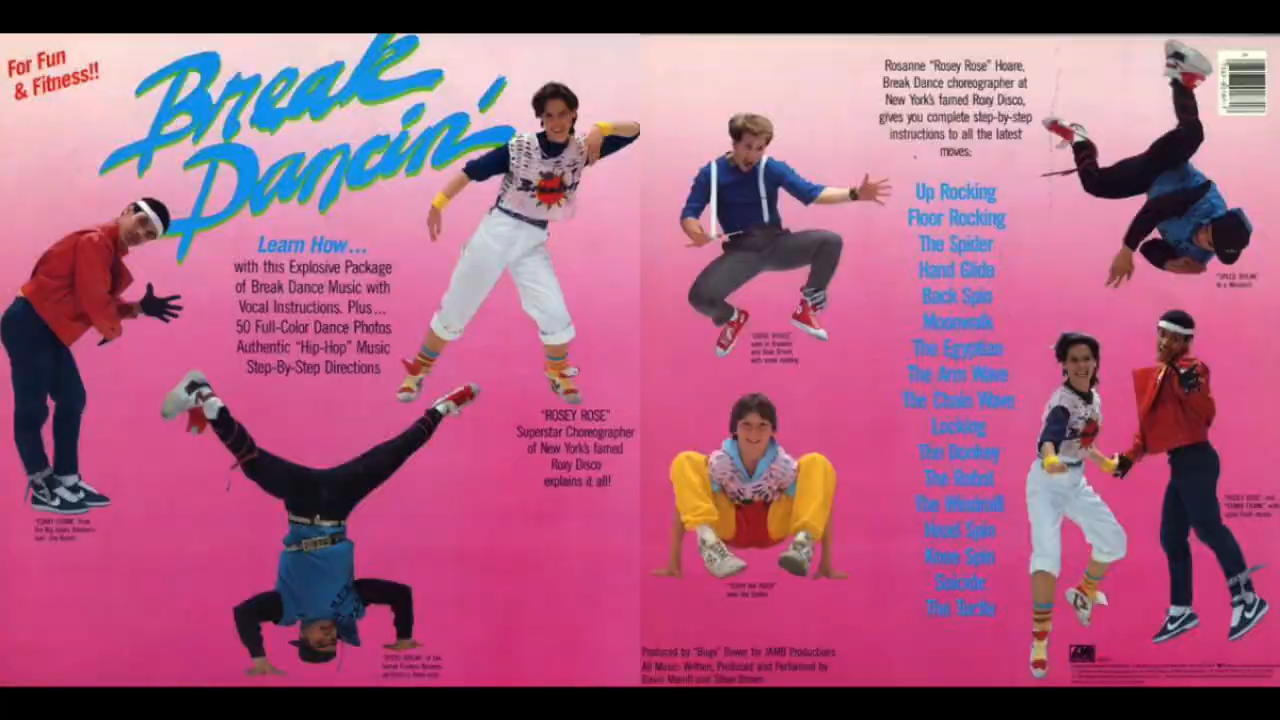 For Fun
& Fitness!!
Break
Dancin'
Learn How...
with this Explosive Package
of Break Dance Music with
Vocal Instructions. Plus...
50 Full-Color Dance Photos
Authentic "Hip-Hop" Music
Step-By-Step Directions
"ROSEY ROSE"
Superstar Choreographer
of New York's famed
Roxy Disco
explains it all!
Rosanne "Rosey Rose" Hoare,
Break Dance choreographer at
New York's famed Roxy Disco,
gives you complete step-by-step
instructions to all the latest
moves:
Up Rocking
Floor Rocking
The Spider
Hand Glide
Back Spin
Moonwalk
The Egyptian
The Arm Wave
The Chain Wave
Locking
The Donkey
The Robot
The Windmill
Head Spin
Knee Spin
Suicide
The Turtle
Produced by "Bugs" Bower for JAMB Productions
All Music: Written, Produced and Performed by